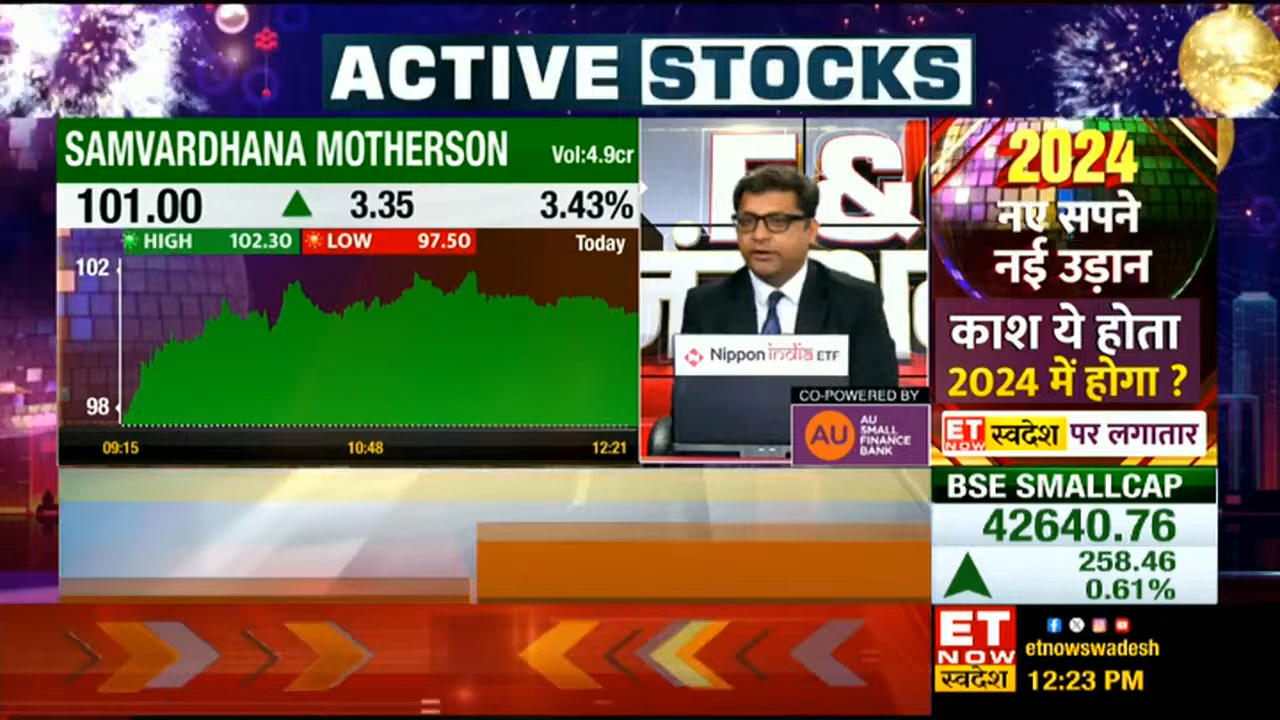 ACTIVE STOCKS
SAMVARDHANA MOTHERSON Vol:4.9cr
101.00 3.35 3.43%
HIGH 102.30 LOW 97.50 Today
102
98
09:15 10:48 12:21
E&
Nippon india ETF
CO-POWERED BY
AU
AU
SMALL
FINANCE
BANK
2024
नए सपने
नई उड़ान
काश ये होता
2024 में होगा ?
ET NOW स्वदेश पर लगातार
BSE SMALLCAP
42640.76
258.46
0.61%
ET
NOW
स्वदेश
etnowswadesh
12:23 PM